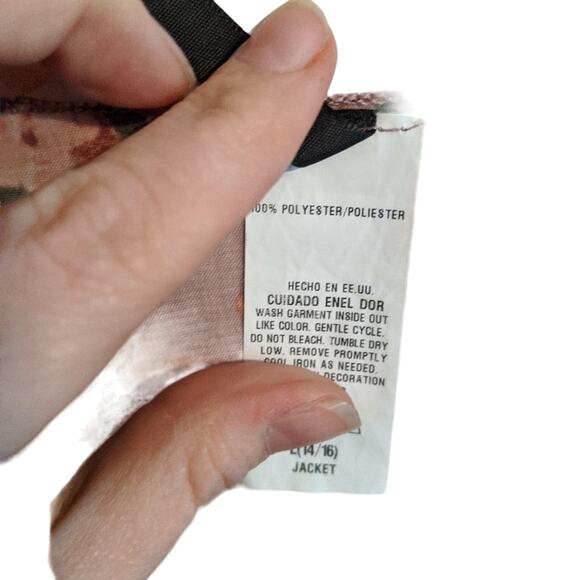 100% POLYESTER/POLIESTER
HECHO EN EE.UU.
CUIDADO ENEL DOR
WASH GARMENT INSIDE OUT
LIKE COLOR. GENTLE CYCLE.
DO NOT BLEACH. TUMBLE DRY
LOW. REMOVE PROMPTLY
COOL IRON AS NEEDED.
DECORATION
L(14/16)
JACKET